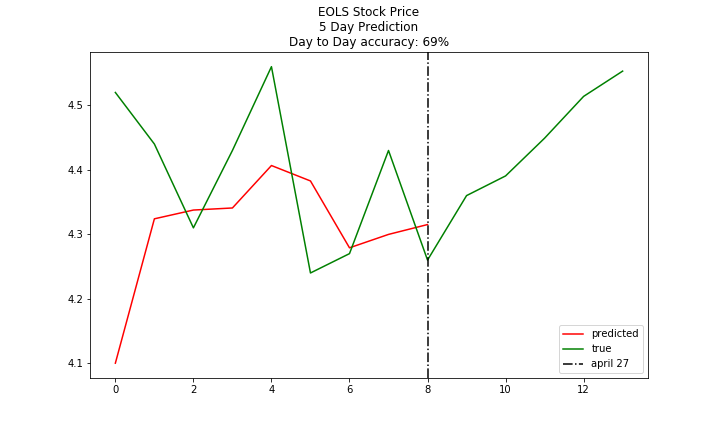 EOLS Stock Price
5 Day Prediction
Day to Day accuracy: 69%
4.5
4.4
4.3
4.2
4.1
0 2 4 6 8 10 12
predicted
true
april 27